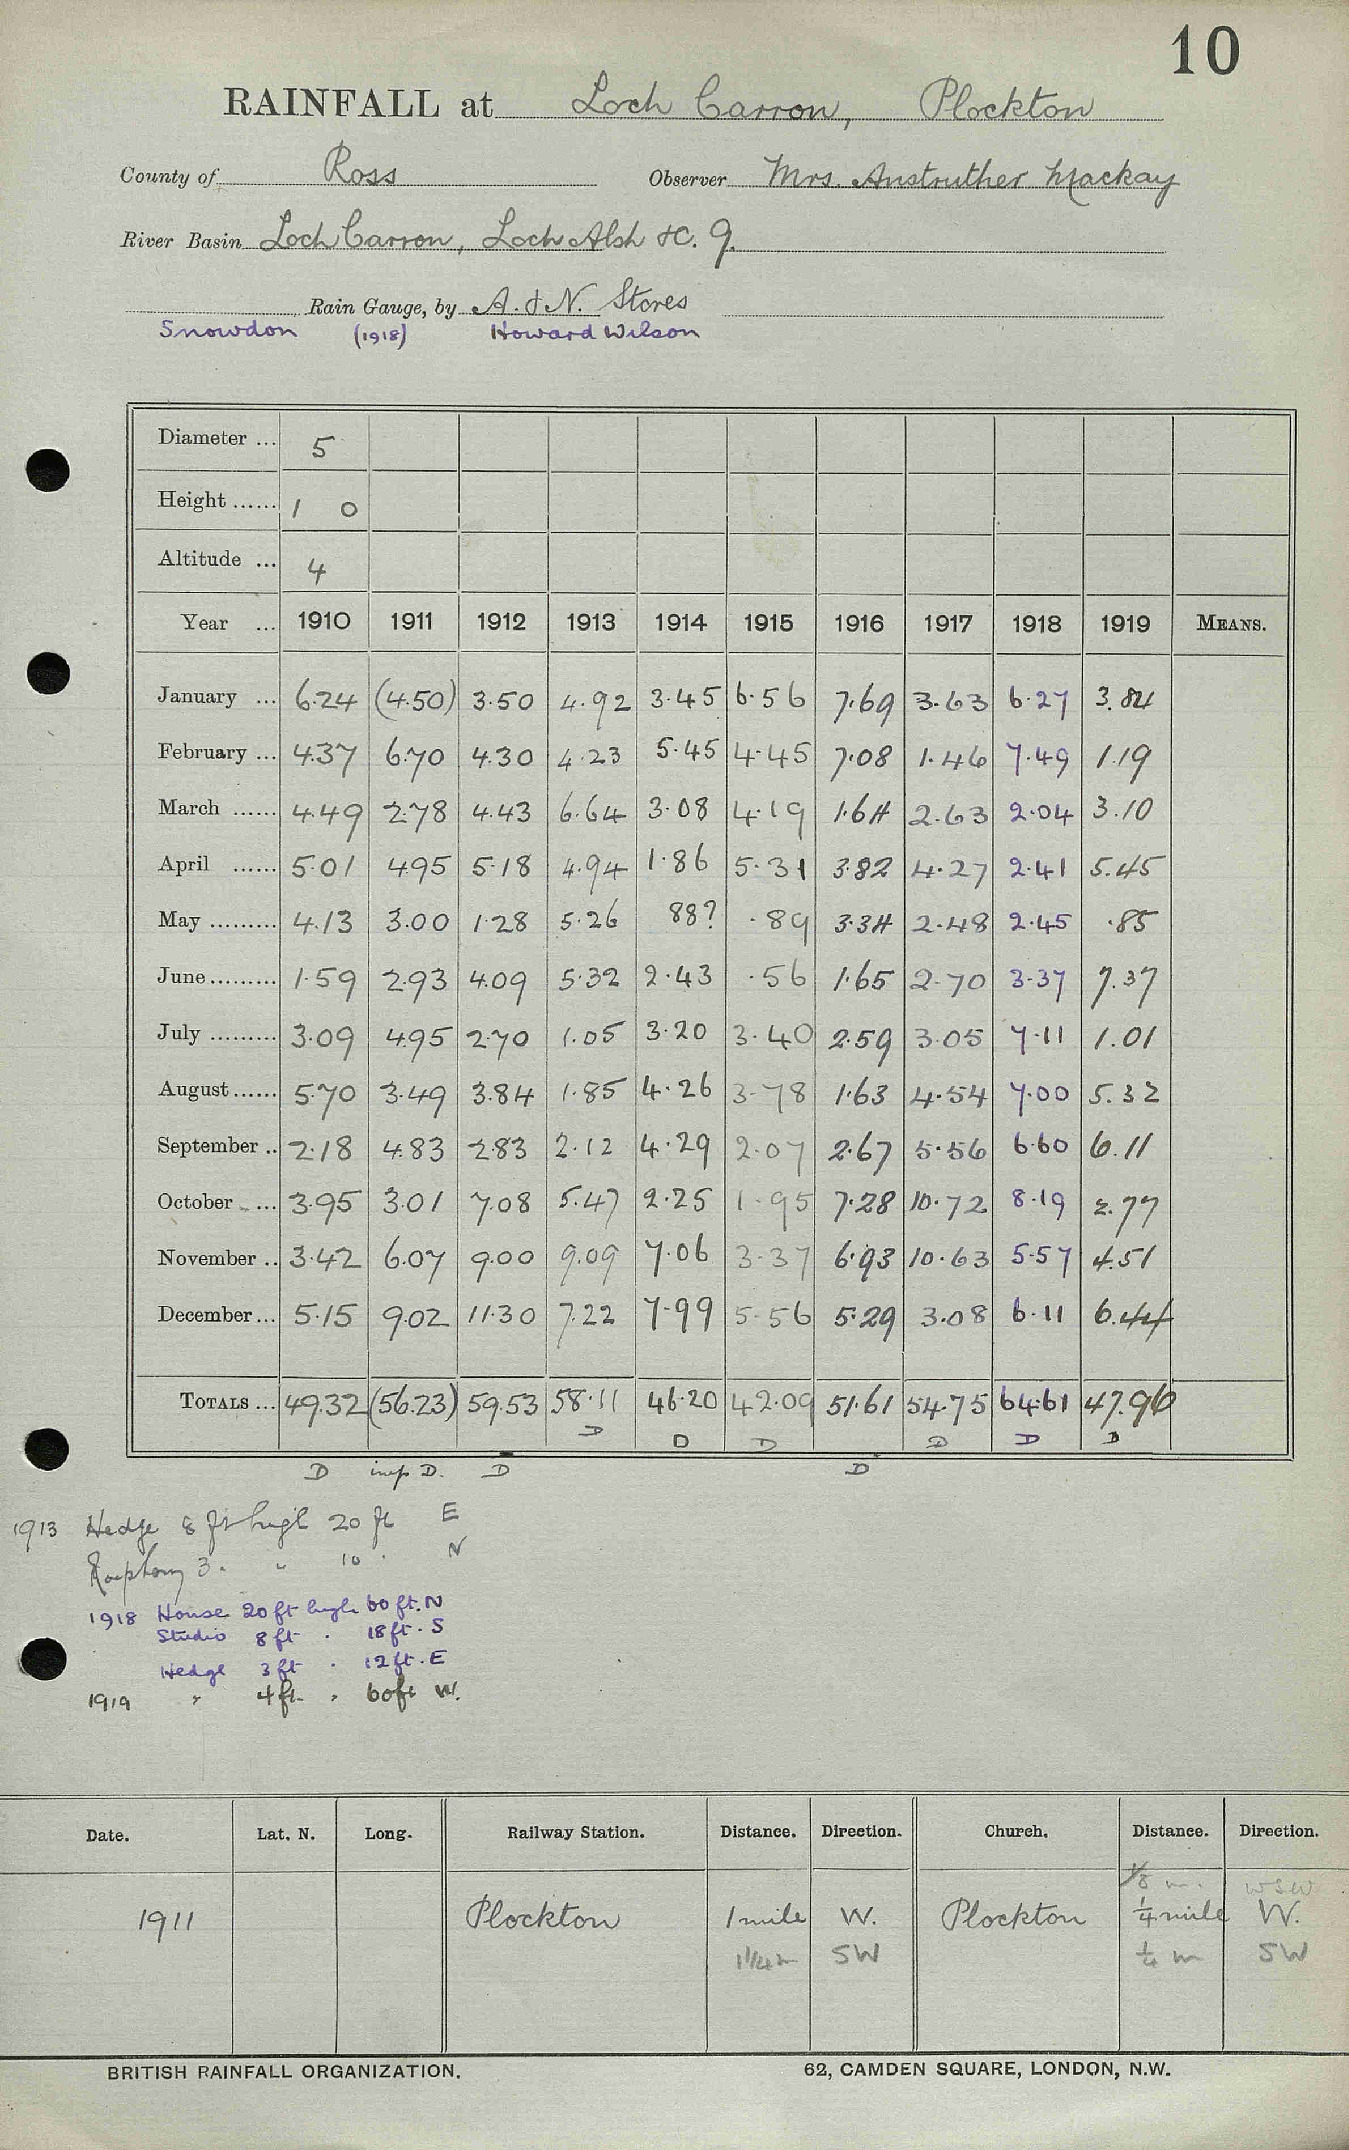 10
RAINFALL at Loch Carron, Plockton
County of Ross Observer Mrs. Anstruther Mackay
River Basin Loch Carron, Loch Alsh &c. 9.
Rain Gauge, by A. & N. Stores
Snowdon (1918) Howard Wilson
Diameter ... 5
Height ...... 1 0
Altitude ... 4
Year ... 1910 1911 1912 1913 1914 1915 1916 1917 1918 1919 MEANS.
January ... 6.24 (4.50) 3.50 4.92 3.45 6.56 7.69 3.63 6.27 3.84
February ... 4.37 6.70 4.30 4.23 5.45 4.45 7.08 1.46 7.49 1.19
March ...... 4.49 2.78 4.43 6.64 3.08 4.19 1.64 2.63 2.04 3.10
April ...... 5.01 4.95 5.18 4.94 1.86 5.31 3.82 4.27 2.41 5.45
May ......... 4.13 3.00 1.28 5.26 88? .89 3.34 2.48 2.45 .85
June ......... 1.59 2.93 4.09 5.32 2.43 .56 1.65 2.70 3.37 7.37
July ......... 3.09 4.95 2.70 1.05 3.20 3.40 2.59 3.05 7.11 1.01
August ...... 5.70 3.49 3.84 1.85 4.26 3.78 1.63 4.54 7.00 5.32
September .. 2.18 4.83 2.83 2.12 4.29 2.07 2.67 5.56 6.60 6.11
October ... 3.95 3.01 7.08 5.47 2.25 1.95 7.28 10.72 8.19 2.77
November .. 3.42 6.07 9.00 9.09 7.06 3.37 6.93 10.63 5.57 4.51
December ... 5.15 9.02 11.30 7.22 7.99 5.56 5.29 3.08 6.11 6.44
TOTALS ... 49.32 (56.23) 59.53 58.11 46.20 42.09 51.61 54.75 64.61 47.96
D D D D D D
D imp D. D D
1913 Hedge 8 ft high 20 ft E
3 " " 10 " N
1918 House 20 ft high 60 ft. N
Studio 8 ft " 18 ft. S
Hedge 3 ft " 12 ft. E
1919 " 4 ft. " 60 ft W.
Date. Lat. N. Long. Railway Station. Distance. Direction. Church. Distance. Direction.
1/8 m. WSW
1911 Plockton 1 mile W. Plockton 1/4 mile W.
1 1/4 m SW 1/4 m SW
BRITISH RAINFALL ORGANIZATION. 62, CAMDEN SQUARE, LONDON, N.W.